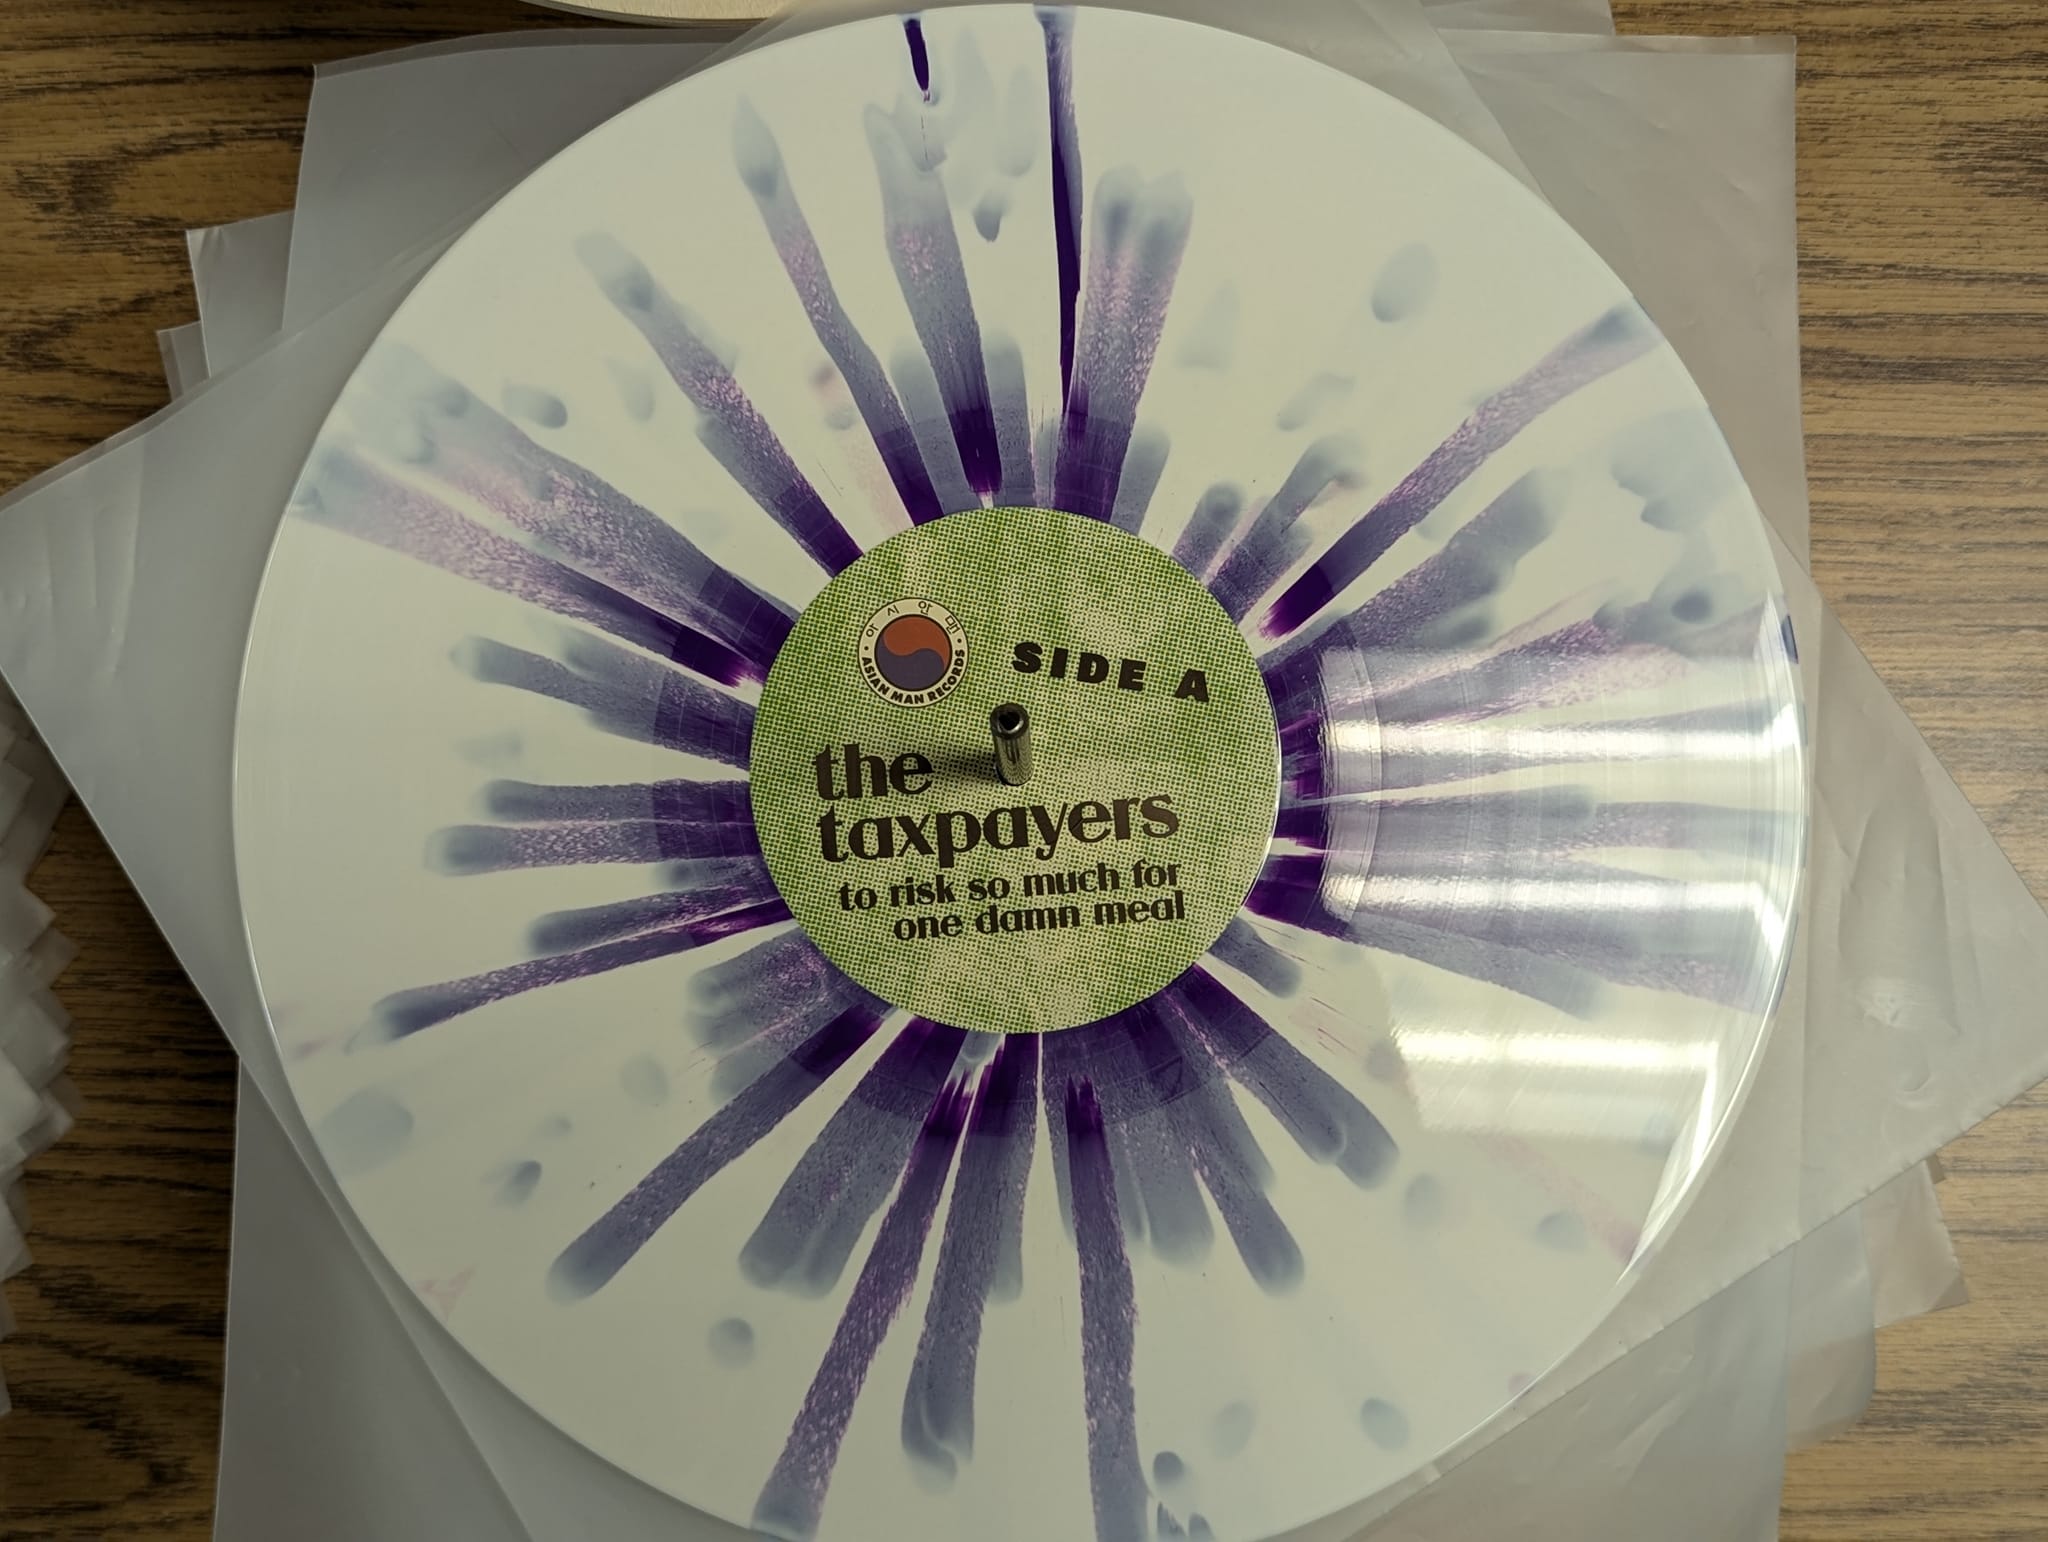 아 시 안 맨
• ASIAN MAN RECORDS •
SIDE A
the
taxpayers
to risk so much for
one damn meal